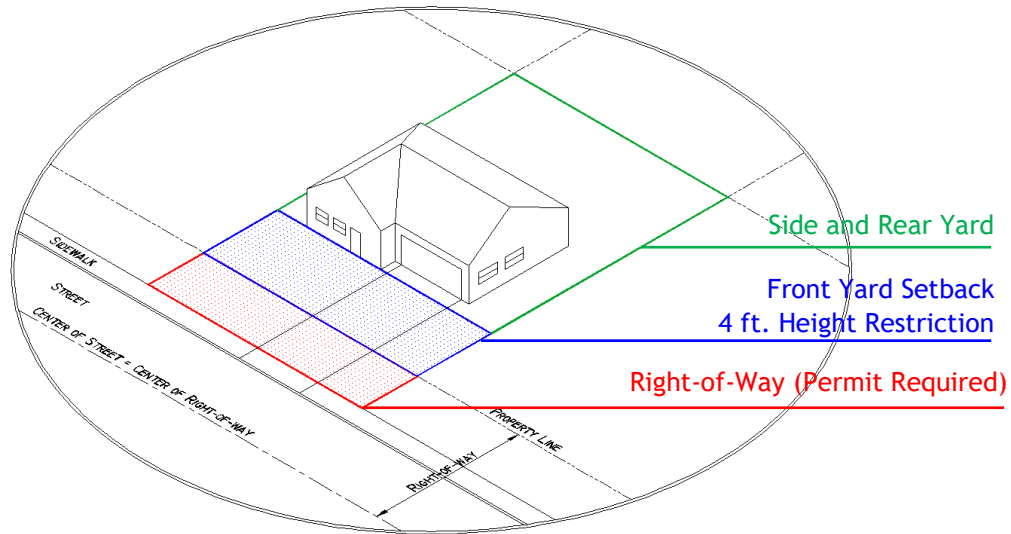 Side and Rear Yard
Front Yard Setback
4 ft. Height Restriction
Right-of-Way (Permit Required)
SIDEWALK
STREET
CENTER OF STREET = CENTER OF RIGHT-OF-WAY
PROPERTY LINE
RIGHT-OF-WAY